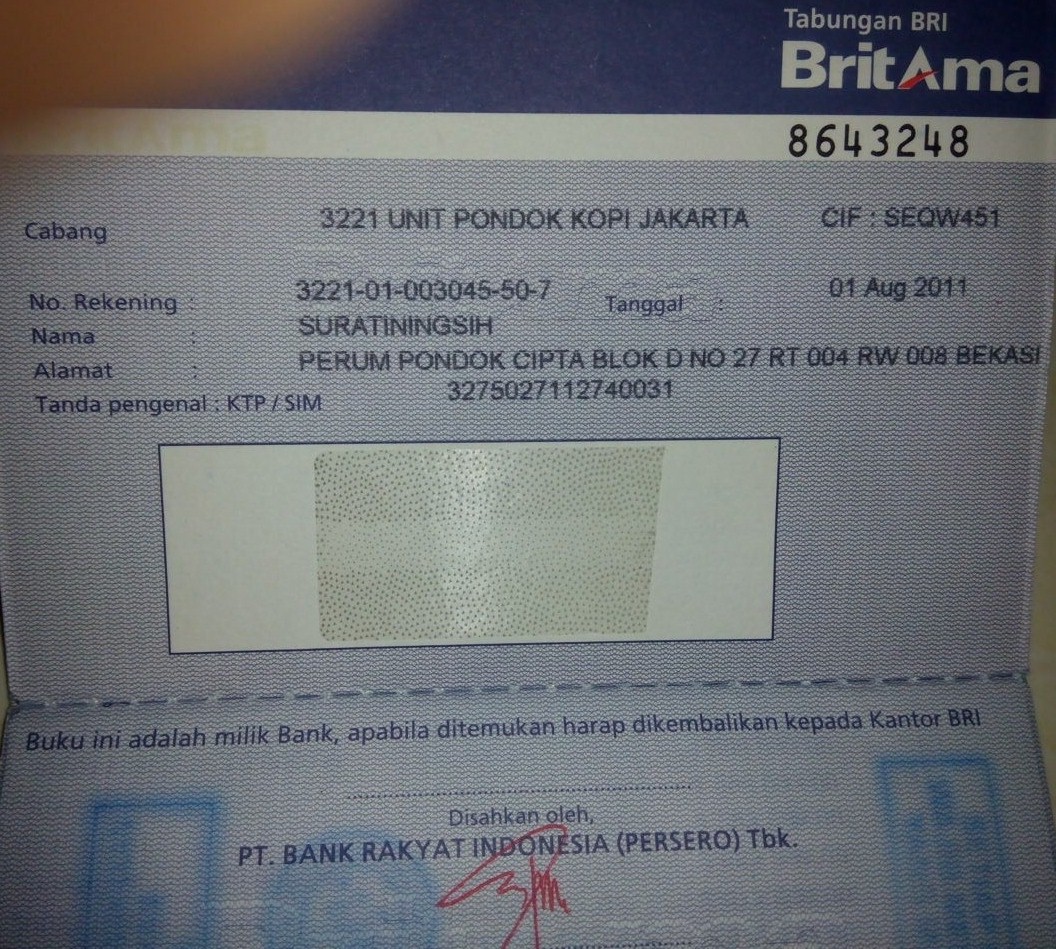 Tabungan BRI
BritAma
8643248
Cabang 3221 UNIT PONDOK KOPI JAKARTA CIF : SEQW451
No. Rekening : 3221-01-003045-50-7 Tanggal : 01 Aug 2011
Nama : SURATININGSIH
Alamat : PERUM PONDOK CIPTA BLOK D NO 27 RT 004 RW 008 BEKASI
Tanda pengenal : KTP / SIM 3275027112740031
Buku ini adalah milik Bank, apabila ditemukan harap dikembalikan kepada Kantor BRI
Disahkan oleh,
PT. BANK RAKYAT INDONESIA (PERSERO) Tbk.